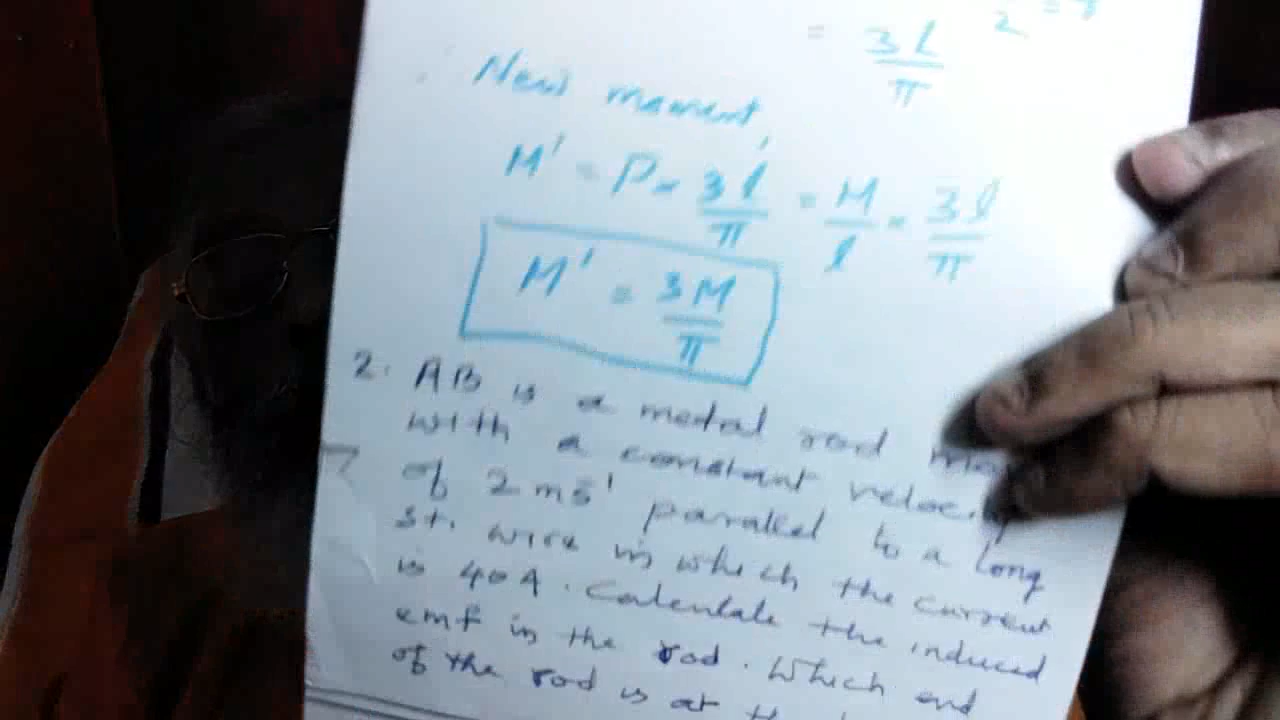 = 3l/π
New moment,
M' = P × 3l/π = M/l × 3l/π
M' = 3M/π
2. AB is a metal rod
with a constant velocity
of 2 ms⁻¹ parallel to a long
st. wire in which the current
is 40A. Calculate the induced
emf in the rod. Which end
of the rod is at